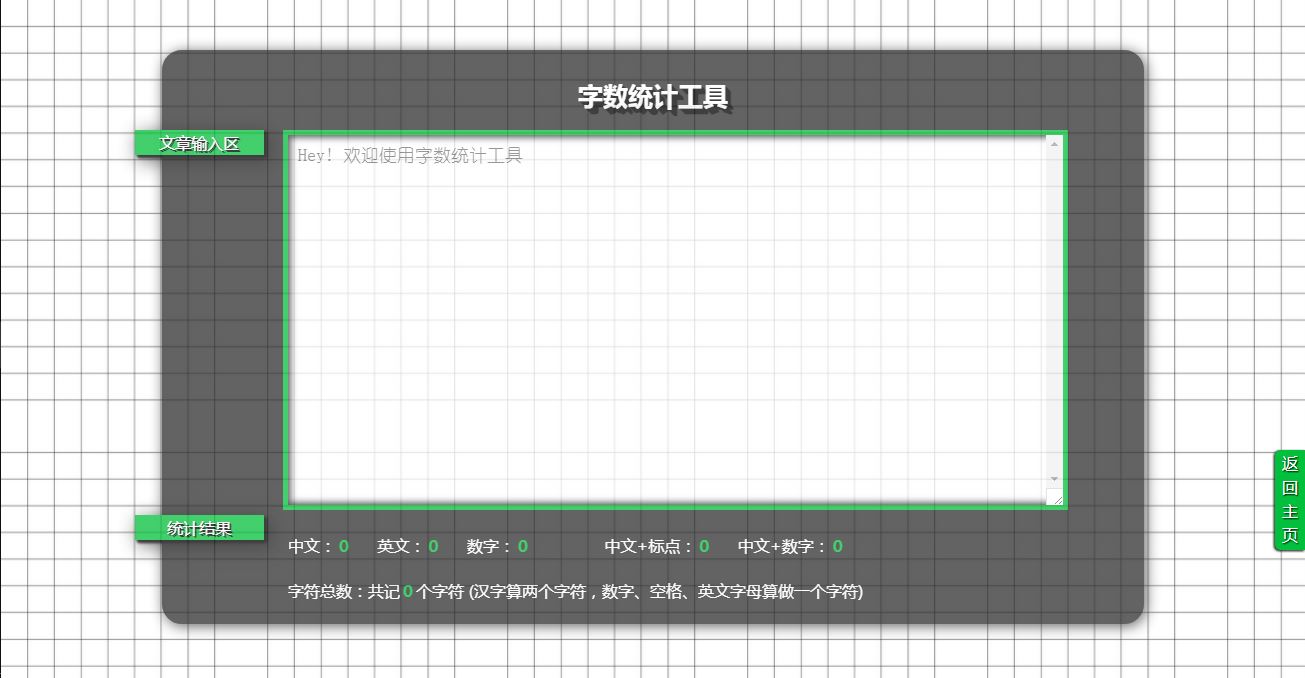 字数统计工具
文章输入区
Hey! 欢迎使用字数统计工具
统计结果
中文：0 英文：0 数字：0 中文+标点：0 中文+数字：0
字符总数：共记0个字符 (汉字算两个字符，数字、空格、英文字母算做一个字符)
返
回
主
页